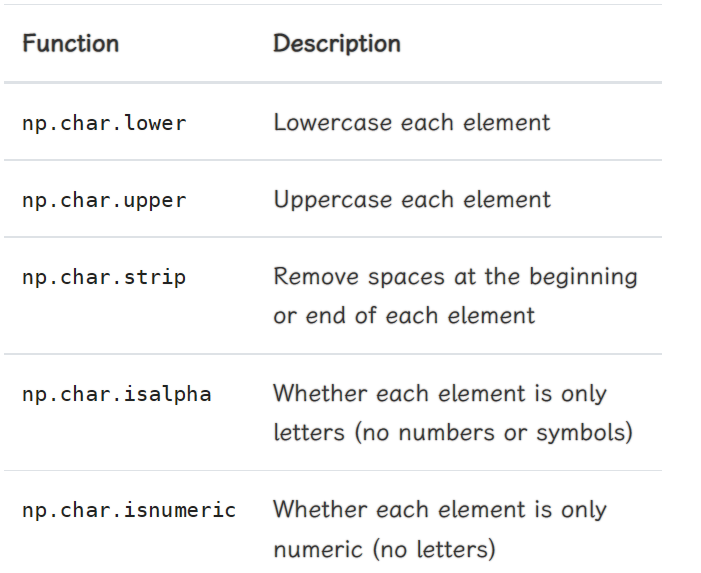 Function Description
np.char.lower Lowercase each element
np.char.upper Uppercase each element
np.char.strip Remove spaces at the beginning
or end of each element
np.char.isalpha Whether each element is only
letters (no numbers or symbols)
np.char.isnumeric Whether each element is only
numeric (no letters)